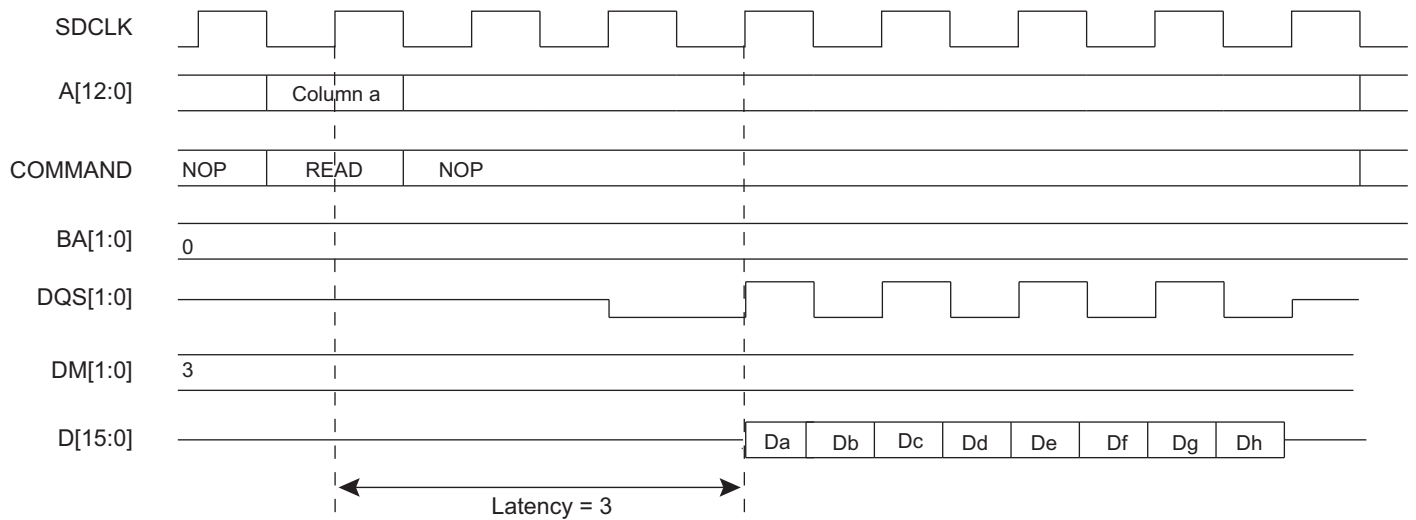 SDCLK
A[12:0] Column a
COMMAND NOP READ NOP
BA[1:0] 0
DQS[1:0]
DM[1:0] 3
D[15:0] Da Db Dc Dd De Df Dg Dh
Latency = 3